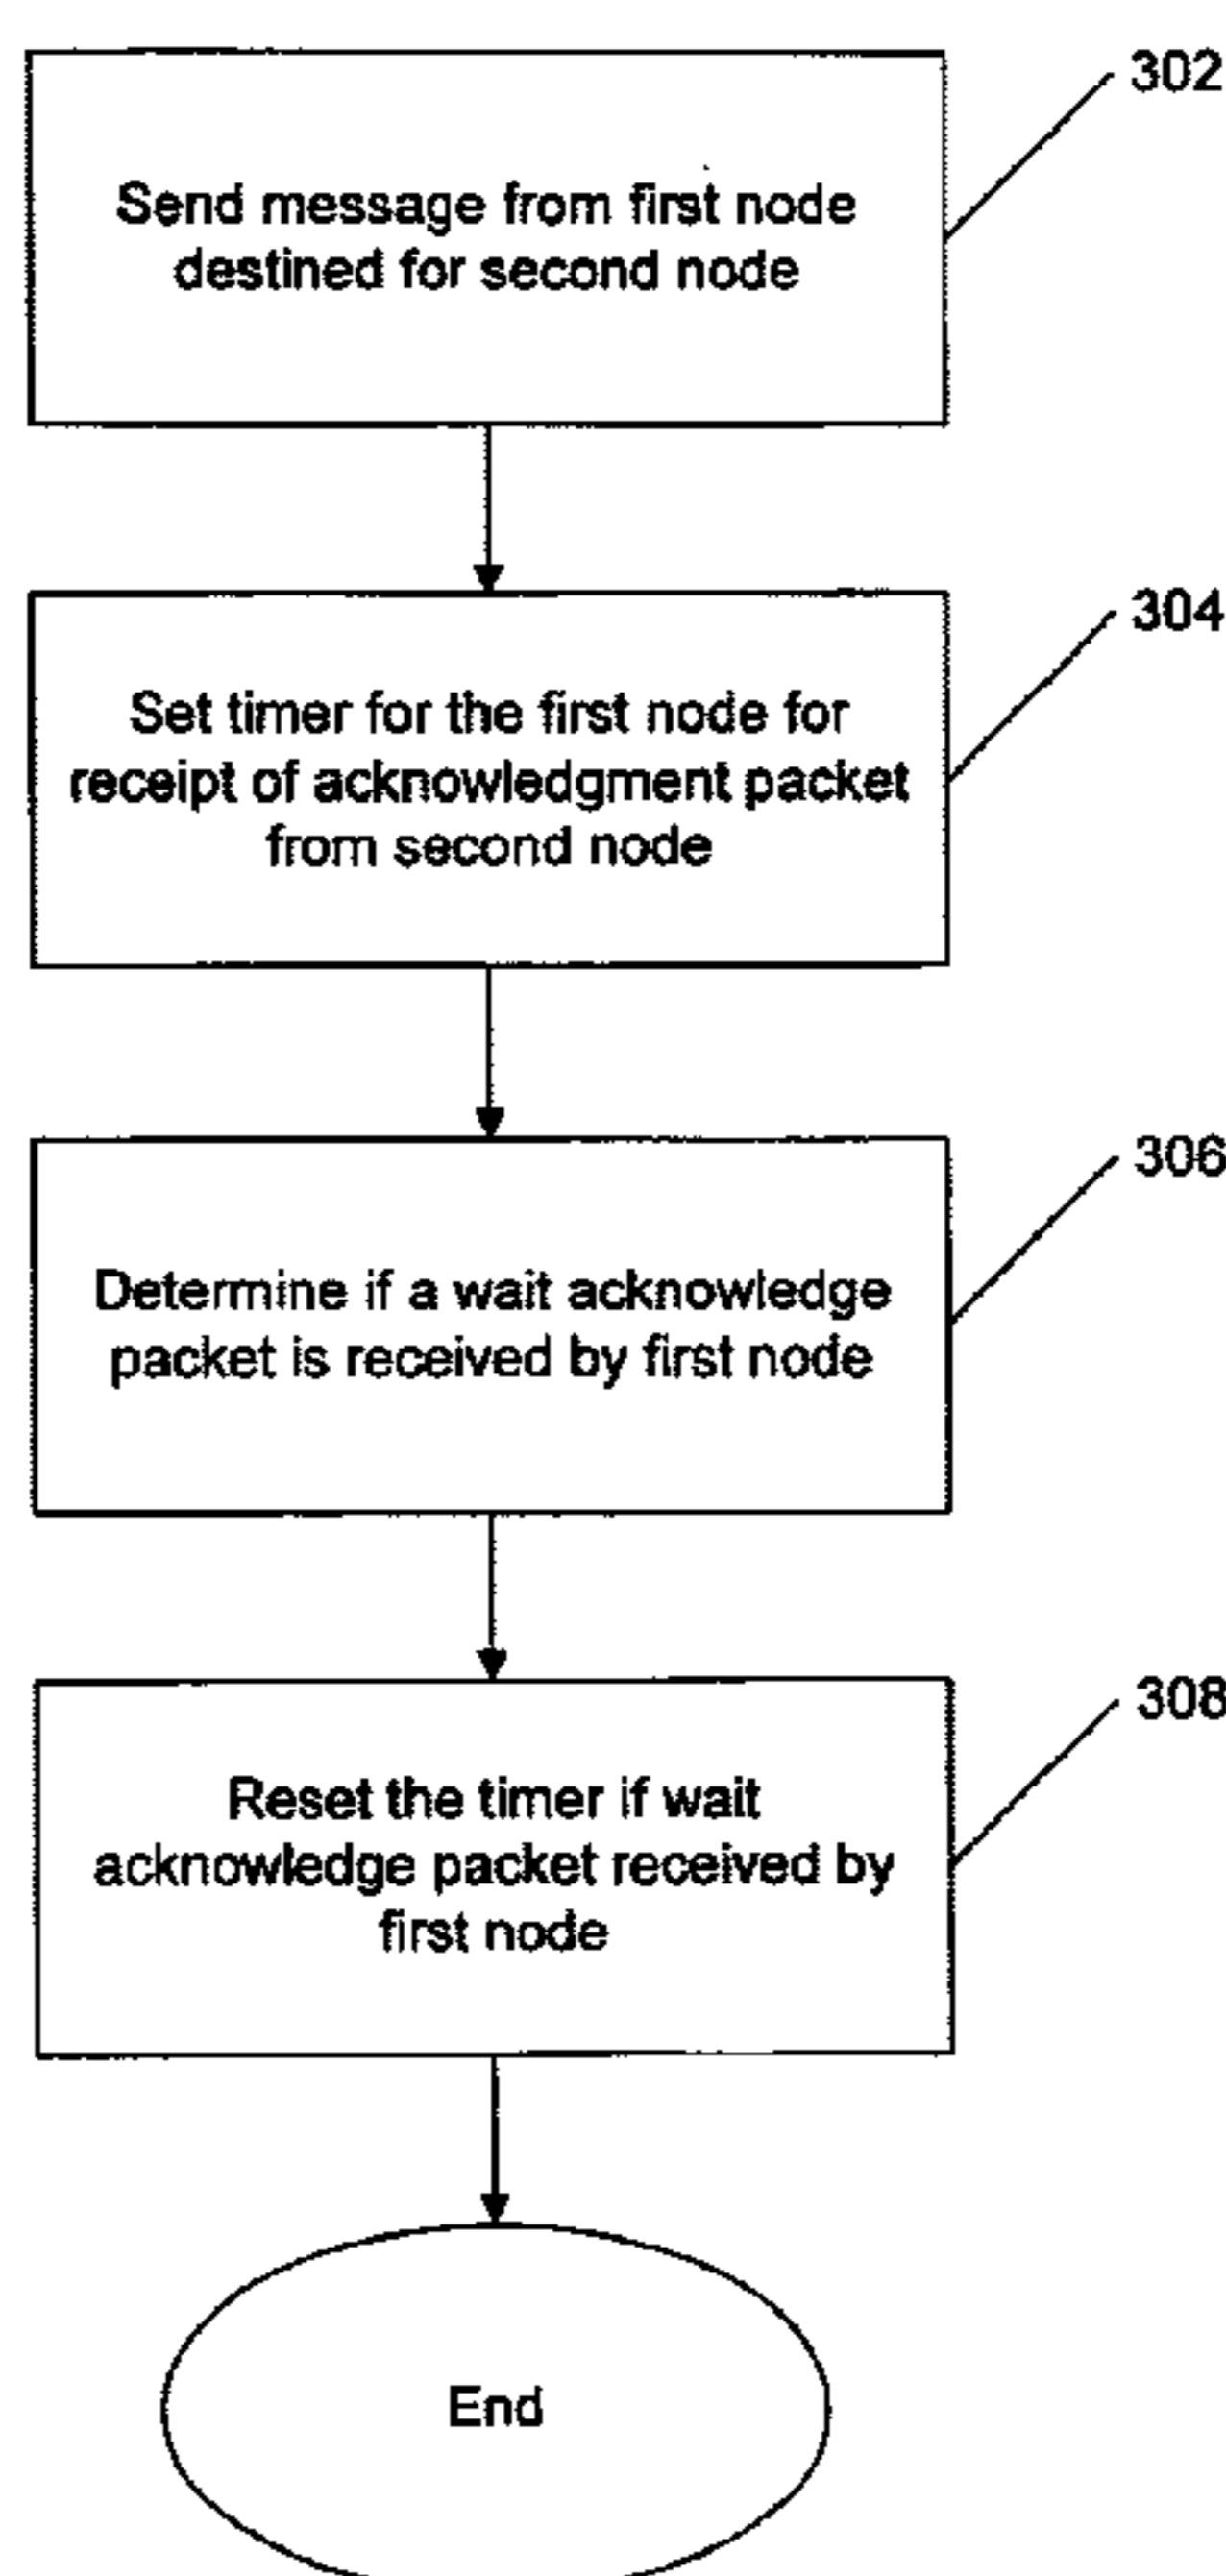 302
Send message from first node
destined for second node
304
Set timer for the first node for
receipt of acknowledgment packet
from second node
306
Determine if a wait acknowledge
packet is received by first node
308
Reset the timer if wait
acknowledge packet received by
first node
End